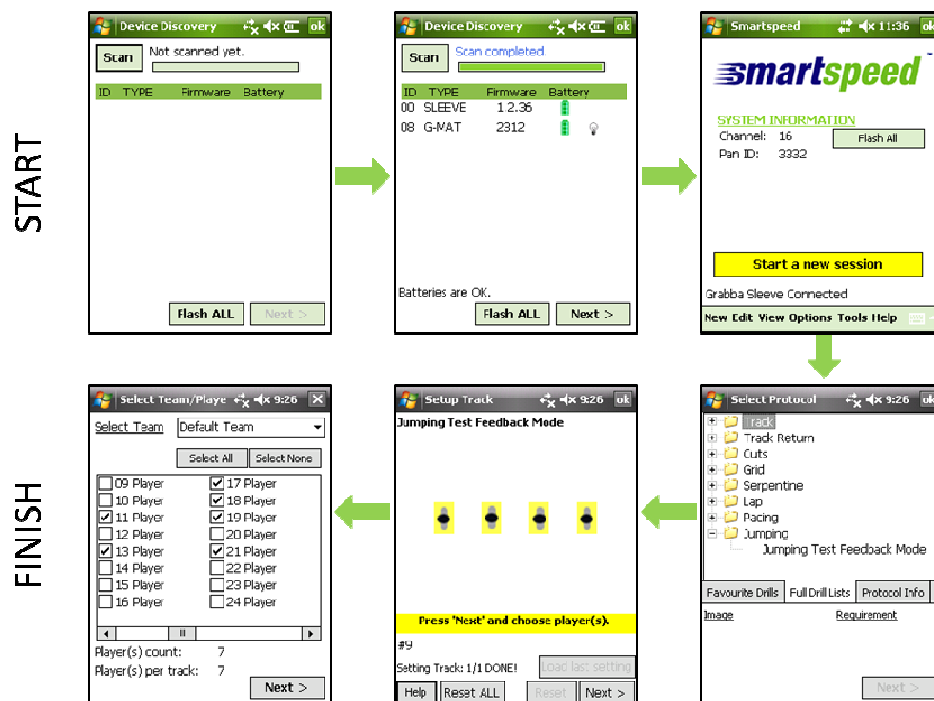 START
Device Discovery
ok
Scan
Not scanned yet.
ID TYPE Firmware Battery
Flash ALL
Next >
Device Discovery
ok
Scan
Scan completed
ID TYPE Firmware Battery
00 SLEEVE 12.36
08 G-MAT 2312
Batteries are OK.
Flash ALL
Next >
Smartspeed 11:36 ok
smartspeed
SYSTEM INFORMATION
Channel: 16
Flash All
Pan ID: 3332
Start a new session
Grabba Sleeve Connected
New Edit View Options Tools Help
FINISH
Select Team/Playe 9:26
Select Team
Default Team
Select All
Select None
09 Player 17 Player
10 Player 18 Player
11 Player 19 Player
12 Player 20 Player
13 Player 21 Player
14 Player 22 Player
15 Player 23 Player
16 Player 24 Player
Player(s) count: 7
Player(s) per track: 7
Next >
Setup Track 9:26 ok
Jumping Test Feedback Mode
Press 'Next' and choose player(s).
#9
Setting Track: 1/1 DONE!
Load last setting
Help
Reset ALL
Reset
Next >
Select Protocol 9:26 ok
Track
Track Return
Cuts
Grid
Serpentine
Lap
Pacing
Jumping
Jumping Test Feedback Mode
Favourite Drills
Full Drill Lists
Protocol Info
Image
Requirement
Next >